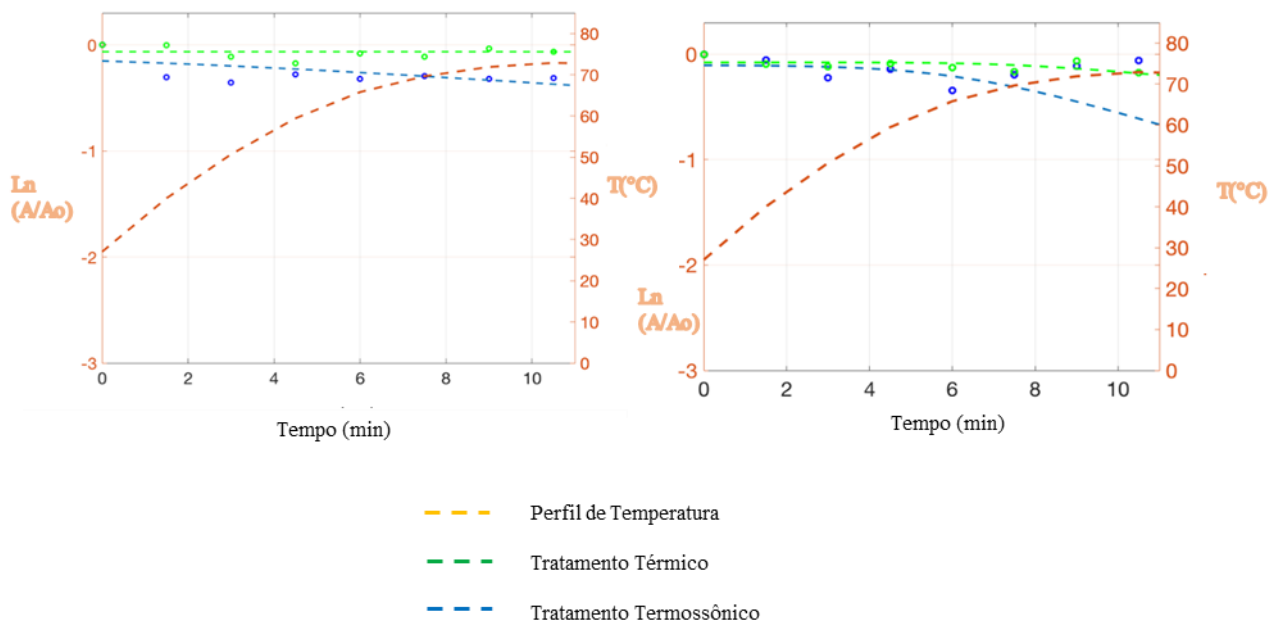 0
-1
-2
-3
Ln
(A/Ao)
80
70
60
50
40
30
20
10
0
T(°C)
0 2 4 6 8 10
Tempo (min)
0
-1
-2
-3
Ln
(A/Ao)
80
70
60
50
40
30
20
10
0
T(°C)
0 2 4 6 8 10
Tempo (min)
Perfil de Temperatura
Tratamento Térmico
Tratamento Termossônico